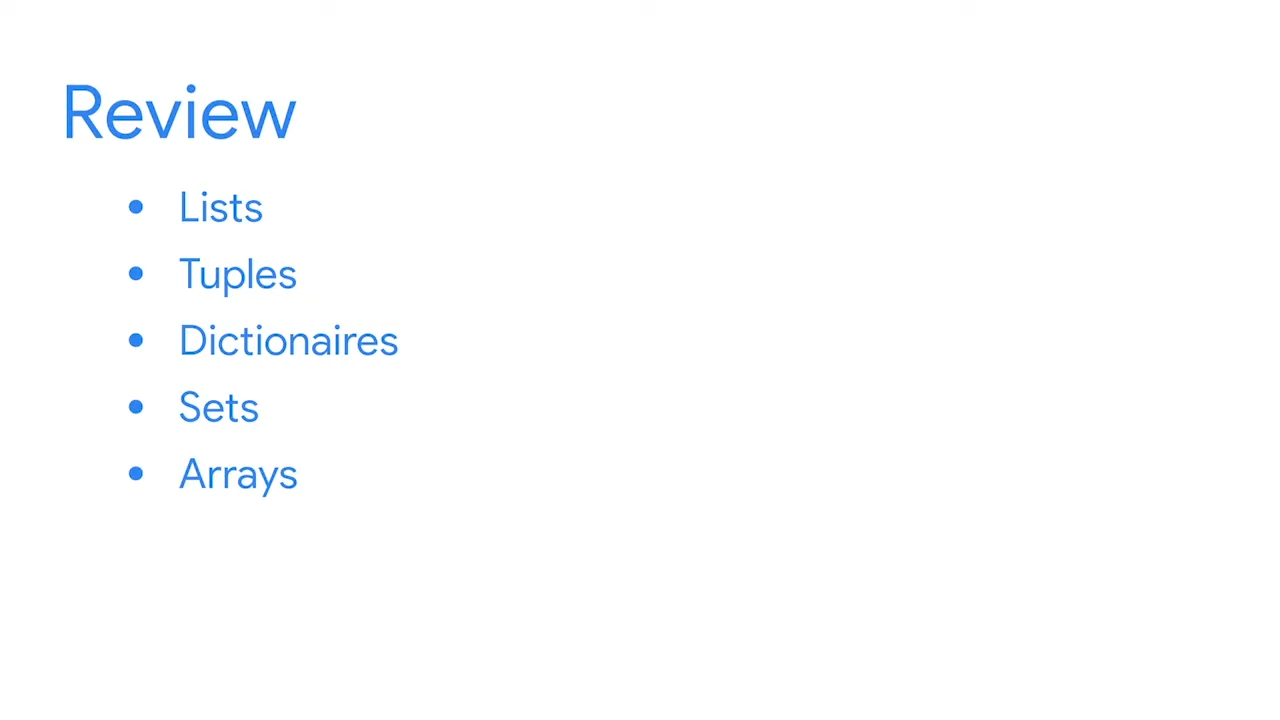 Review
• Lists
• Tuples
• Dictionaires
• Sets
• Arrays